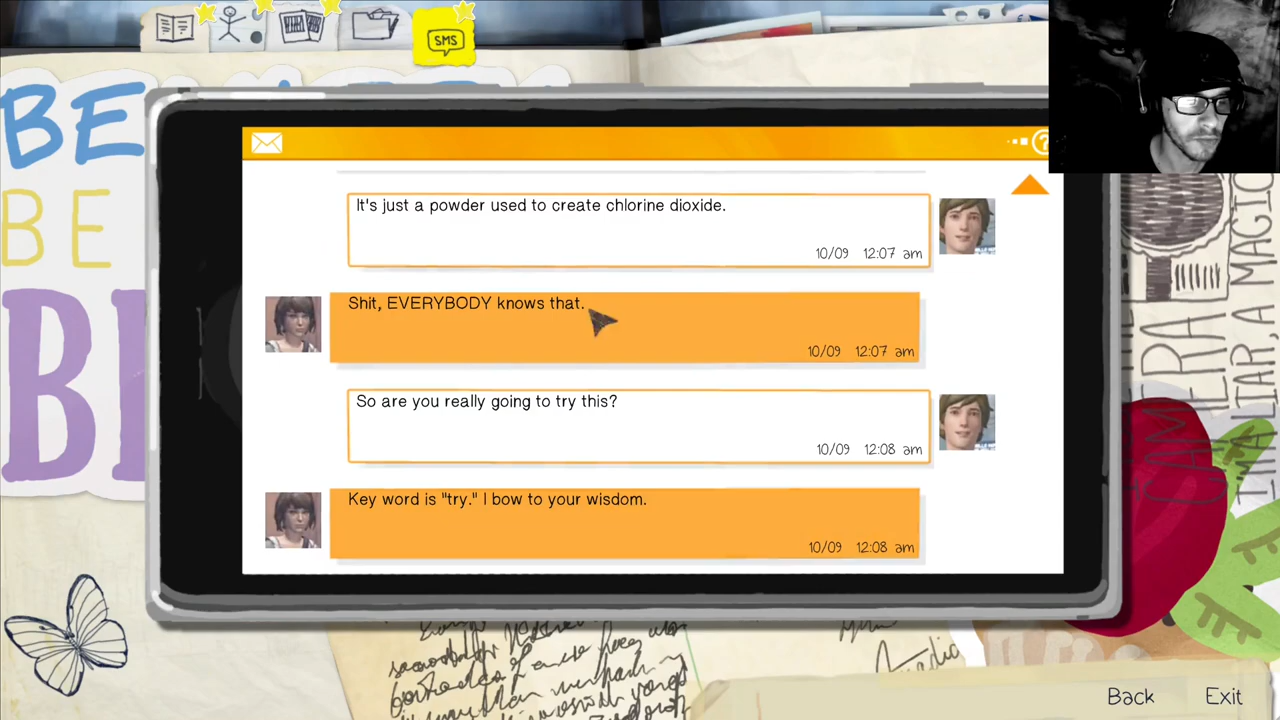 SMS
BE
BE
It's just a powder used to create chlorine dioxide.
10/09 12:07 am
Shit, EVERYBODY knows that.
10/09 12:07 am
So are you really going to try this?
10/09 12:08 am
Key word is "try." I bow to your wisdom.
10/09 12:08 am
Back
Exit